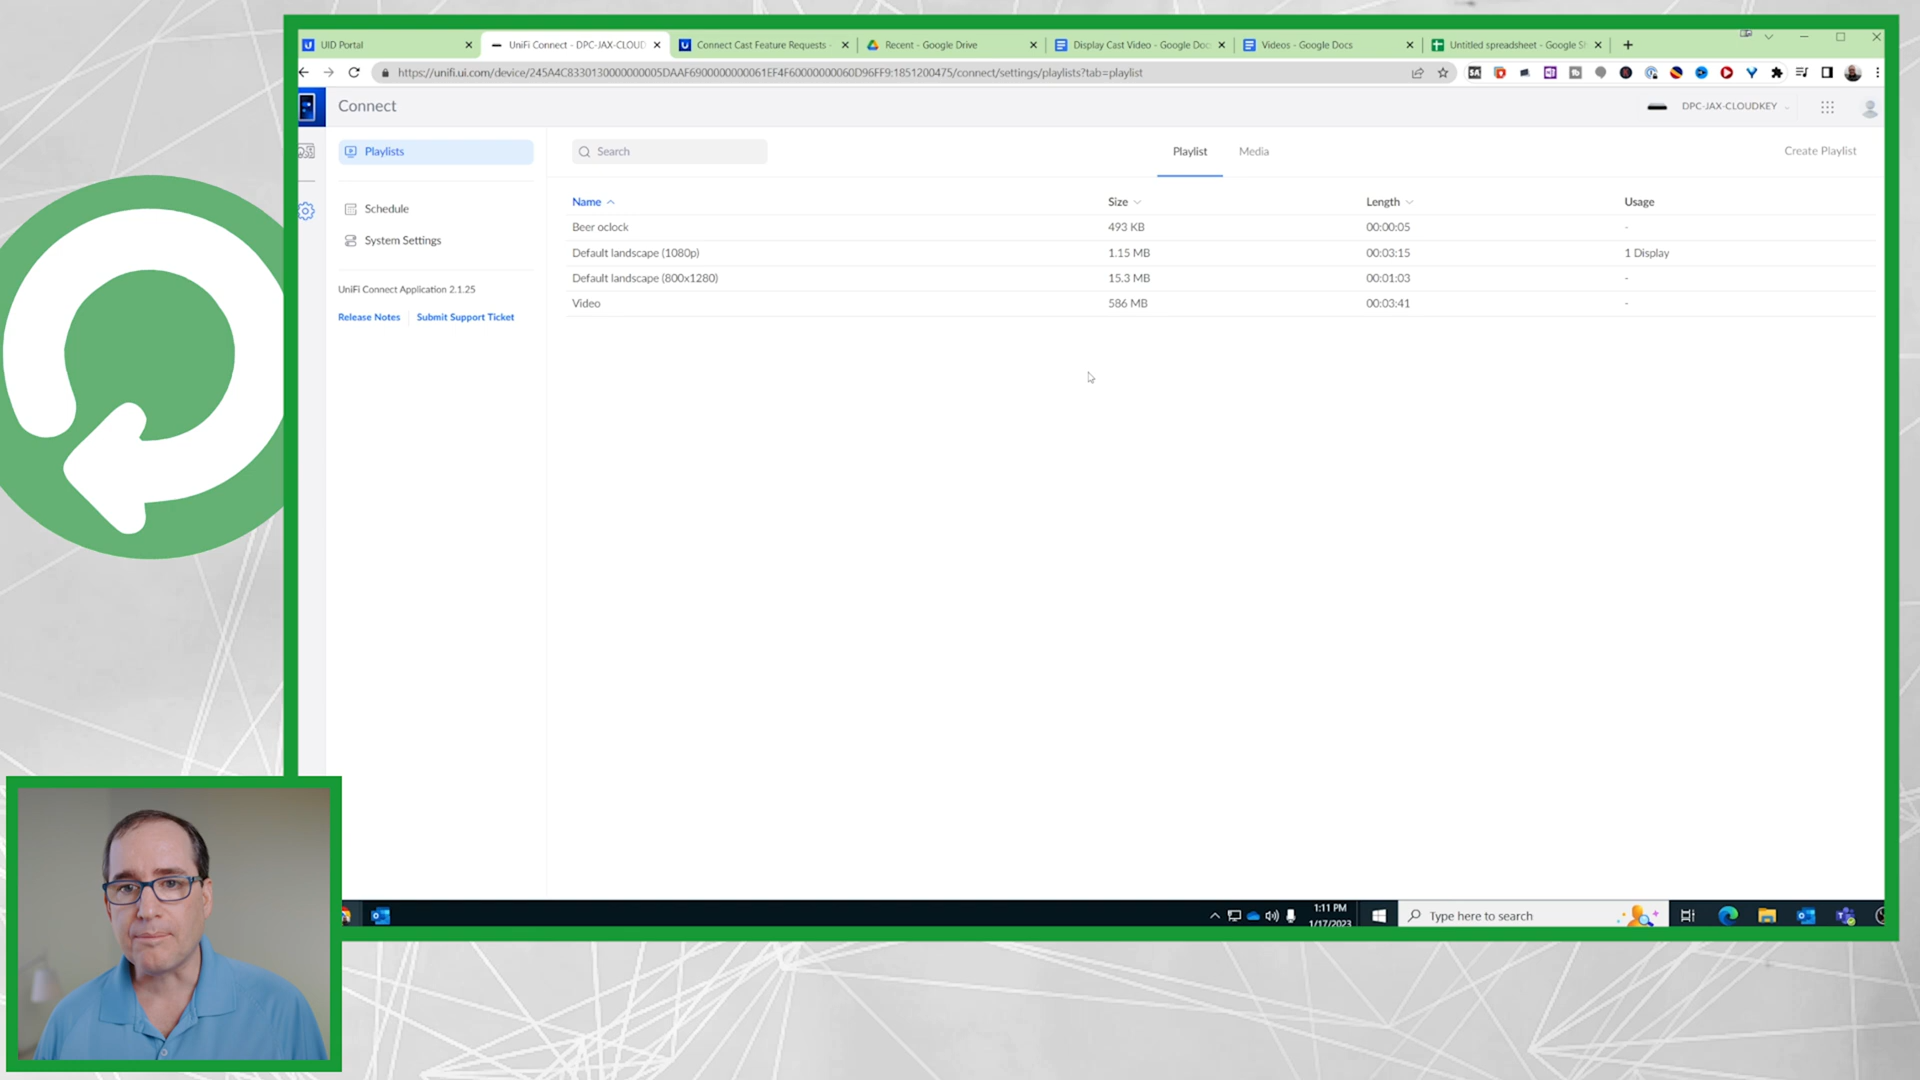 UID Portal
UniFi Connect - DPC-JAX-CLOUD
Connect Cast Feature Requests -
Recent - Google Drive
Display Cast Video - Google Doc
Videos - Google Docs
Untitled spreadsheet - Google Sh
https://unifi.ui.com/device/245A4C8330130000000005DAAF6900000000061EF4F60000000060D96FF9:1851200475/connect/settings/playlists?tab=playlist
Connect
DPC-JAX-CLOUDKEY
Playlists
Search
Playlist
Media
Create Playlist
Schedule
System Settings
UniFi Connect Application 2.1.25
Release Notes
Submit Support Ticket
Name
Size
Length
Usage
Beer oclock
493 KB
00:00:05
-
Default landscape (1080p)
1.15 MB
00:03:15
1 Display
Default landscape (800x1280)
15.3 MB
00:01:03
-
Video
586 MB
00:03:41
-
1:11 PM
1/17/2023
Type here to search